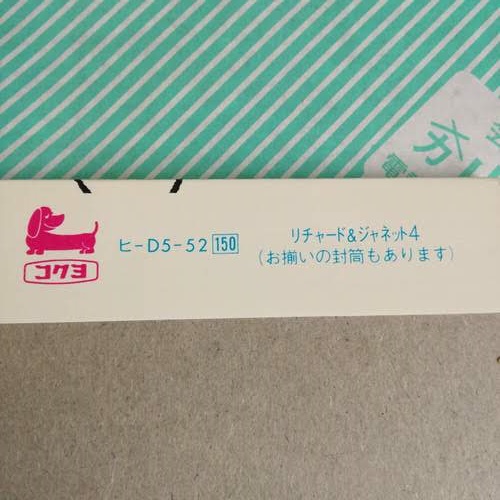 コクヨ
ヒ-D5-52 150
リチャード&ジャネット4
(お揃いの封筒もあります)